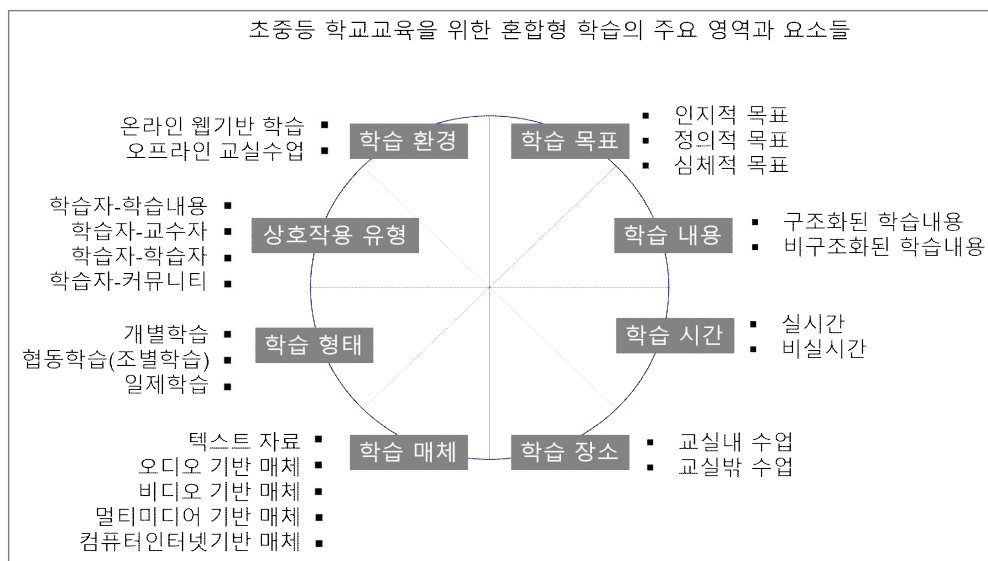 초중등 학교교육을 위한 혼합형 학습의 주요 영역과 요소들
학습 환경
온라인 웹기반 학습
오프라인 교실수업
학습 목표
인지적 목표
정의적 목표
심체적 목표
상호작용 유형
학습자-학습내용
학습자-교수자
학습자-학습자
학습자-커뮤니티
학습 내용
구조화된 학습내용
비구조화된 학습내용
학습 형태
개별학습
협동학습(조별학습)
일제학습
학습 시간
실시간
비실시간
학습 매체
텍스트 자료
오디오 기반 매체
비디오 기반 매체
멀티미디어 기반 매체
컴퓨터인터넷기반 매체
학습 장소
교실내 수업
교실밖 수업